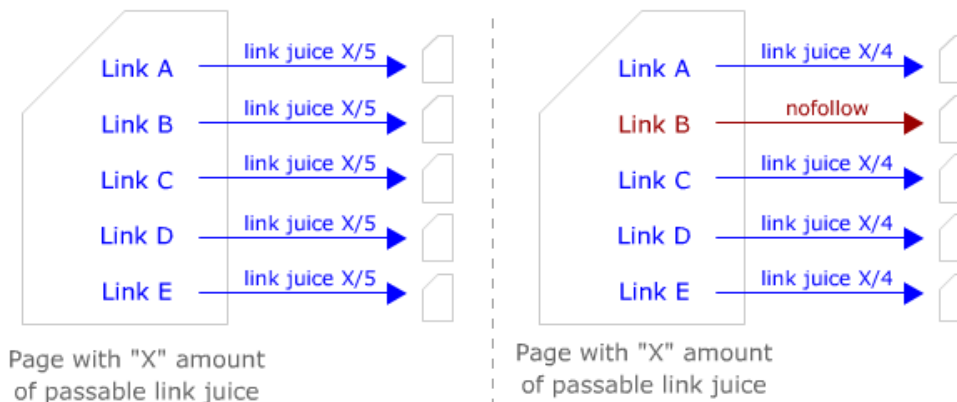 Link A
link juice X/5
Link B
link juice X/5
Link C
link juice X/5
Link D
link juice X/5
Link E
link juice X/5
Page with "X" amount
of passable link juice
Link A
link juice X/4
Link B
nofollow
Link C
link juice X/4
Link D
link juice X/4
Link E
link juice X/4
Page with "X" amount
of passable link juice